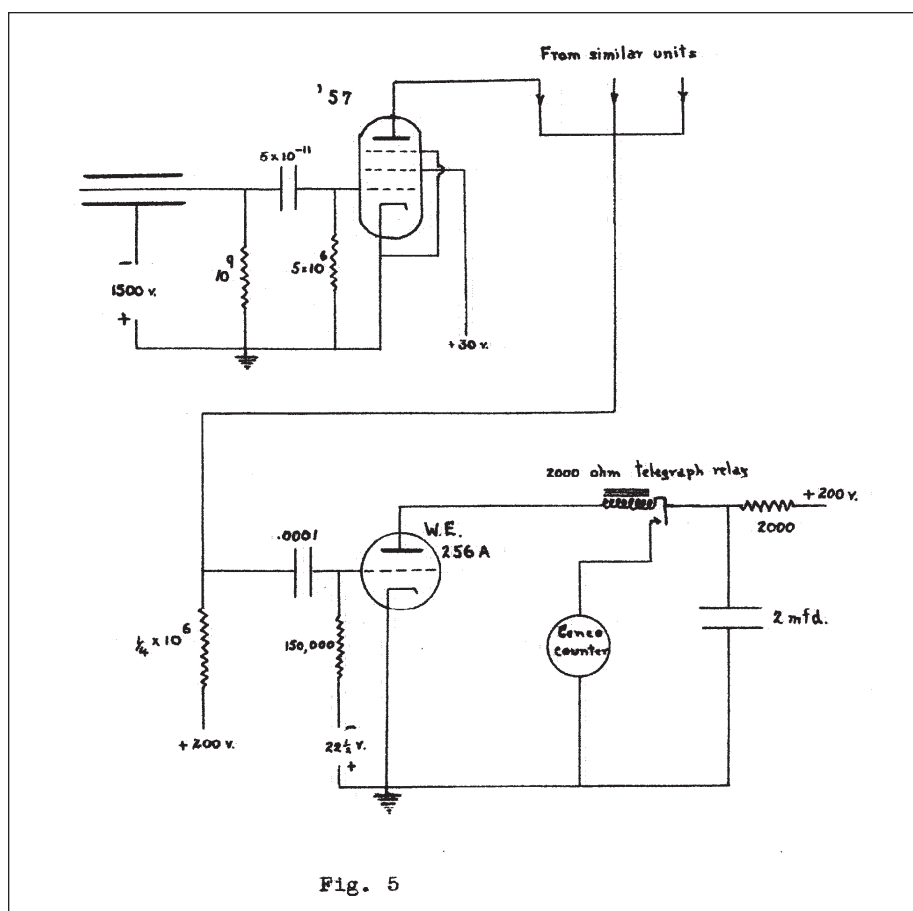 From similar units
'57
5 x 10⁻¹¹
10⁹
5 x 10⁶
−
1500 v.
+
+30 v.
2000 ohm telegraph relay
+200 v.
2000
W.E.
256 A
.0001
2 mfd.
¼ x 10⁶
150,000
Cenco
counter
+200 v.
−
22½ v.
+
Fig. 5